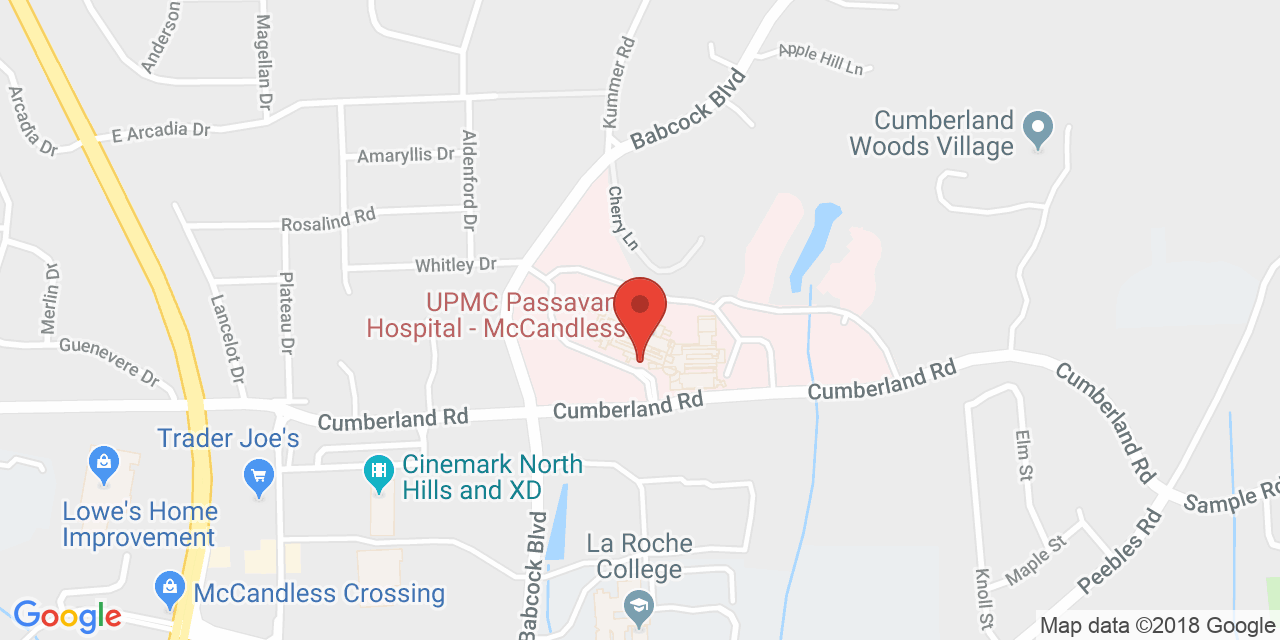 Anderson
Magellan Dr
Arcadia Dr
E Arcadia Dr
Kummer Rd
Babcock Blvd
Apple Hill Ln
Cumberland
Woods Village
Amaryllis Dr
Aldenford Dr
Rosalind Rd
Cherry Ln
Whitley Dr
Merlin Dr
Plateau Dr
Lancelot Dr
Guenevere Dr
UPMC Passavan
Hospital - McCandless
Cumberland Rd
Cumberland Rd
Cumberland Rd
Cumberland Rd
Trader Joe's
Cinemark North
Hills and XD
Elm St
Lowe's Home
Improvement
Sample Rd
Babcock Blvd
La Roche
College
Maple St
Peebles Rd
Knoll St
McCandless Crossing
Google
Map data ©2018 Google